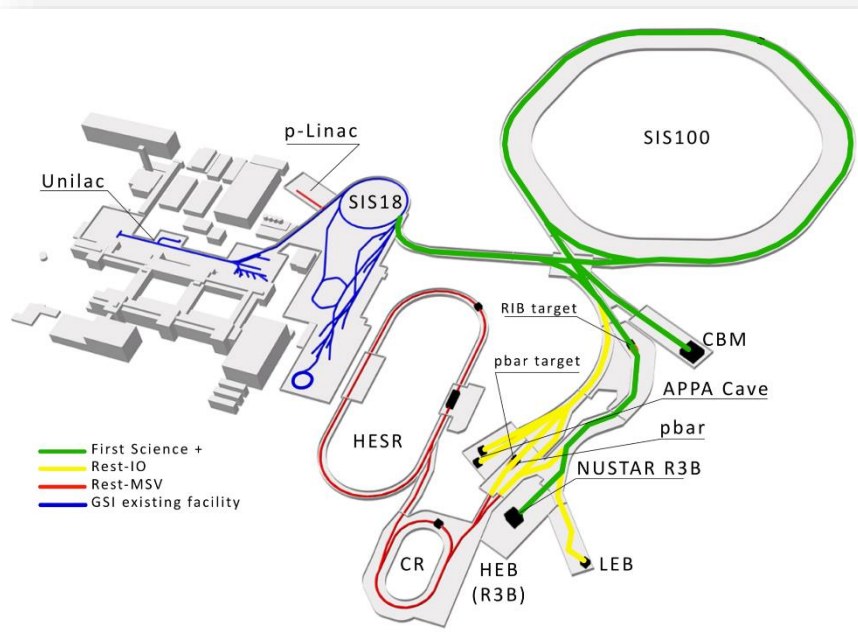 p-Linac
SIS100
Unilac
SIS18
RIB target
CBM
pbar target
APPA Cave
HESR
pbar
First Science +
Rest-IO
Rest-MSV
GSI existing facility
NUSTAR R3B
CR
HEB
(R3B)
LEB